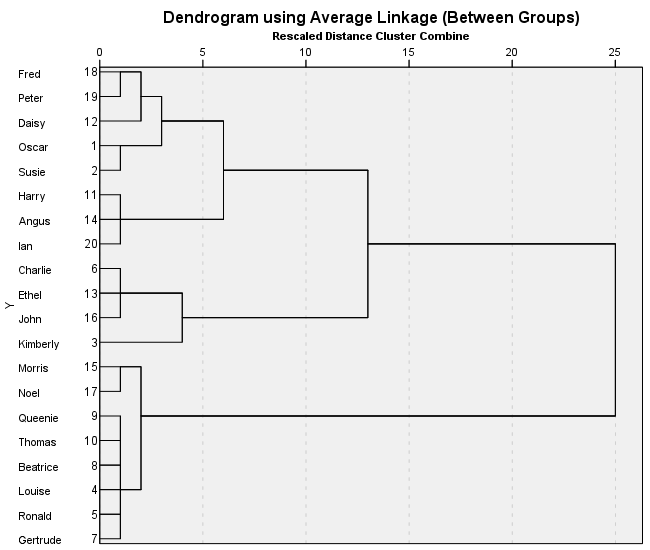 Dendrogram using Average Linkage (Between Groups)
Rescaled Distance Cluster Combine
0 5 10 15 20 25
Fred 18
Peter 19
Daisy 12
Oscar 1
Susie 2
Harry 11
Angus 14
Ian 20
Charlie 6
Ethel 13
Y
John 16
Kimberly 3
Morris 15
Noel 17
Queenie 9
Thomas 10
Beatrice 8
Louise 4
Ronald 5
Gertrude 7